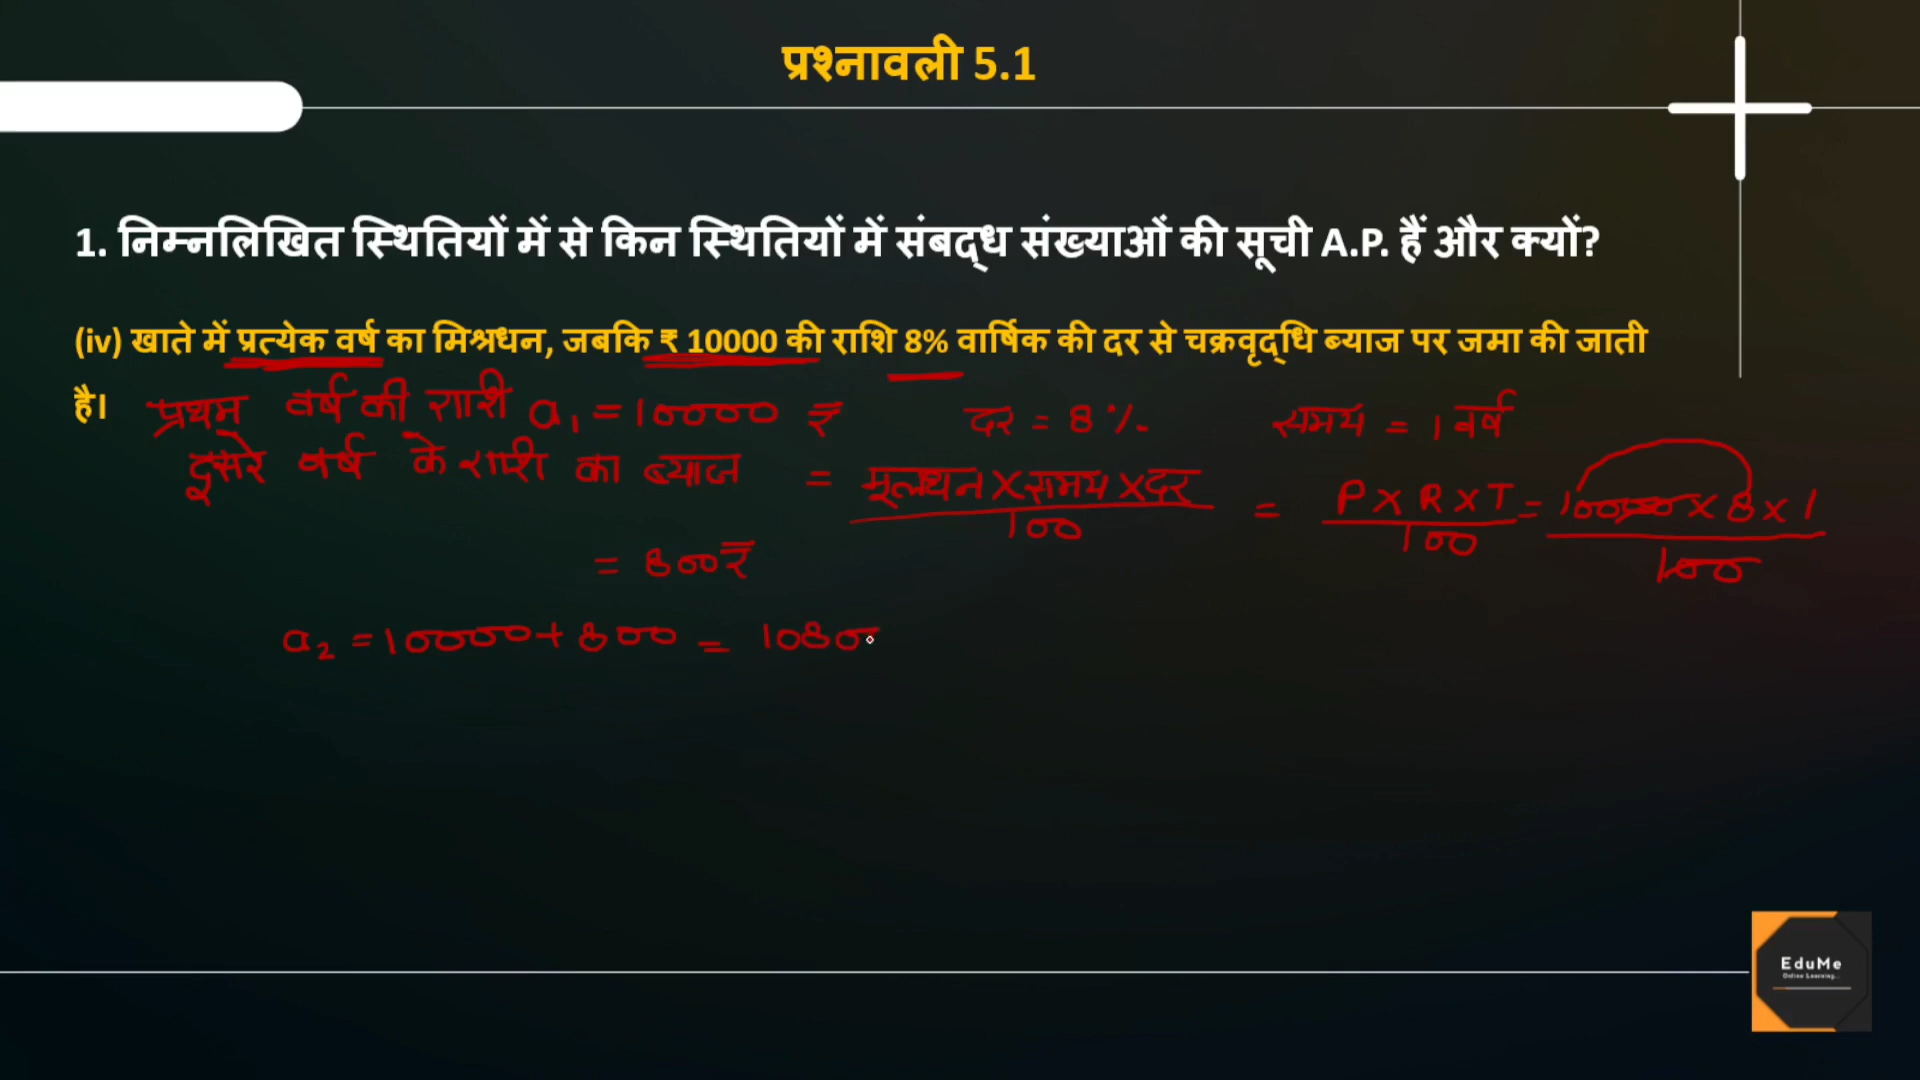 प्रश्नावली 5.1
1. निम्नलिखित स्थितियों में से किन स्थितियों में संबद्ध संख्याओं की सूची A.P. हैं और क्यों?
(iv) खाते में प्रत्येक वर्ष का मिश्रधन, जबकि ₹ 10000 की राशि 8% वार्षिक की दर से चक्रवृद्धि ब्याज पर जमा की जाती
है।
प्रथम वर्ष की राशि a₁ = 10000 ₹ दर = 8 % समय = 1 वर्ष
दूसरे वर्ष के राशि का ब्याज = मूलधन × समय × दर / 100 = P × R × T / 100 = 10000 × 8 × 1 / 100
= 800 ₹
a₂ = 10000 + 800 = 10800
EduMe
Online Learning...